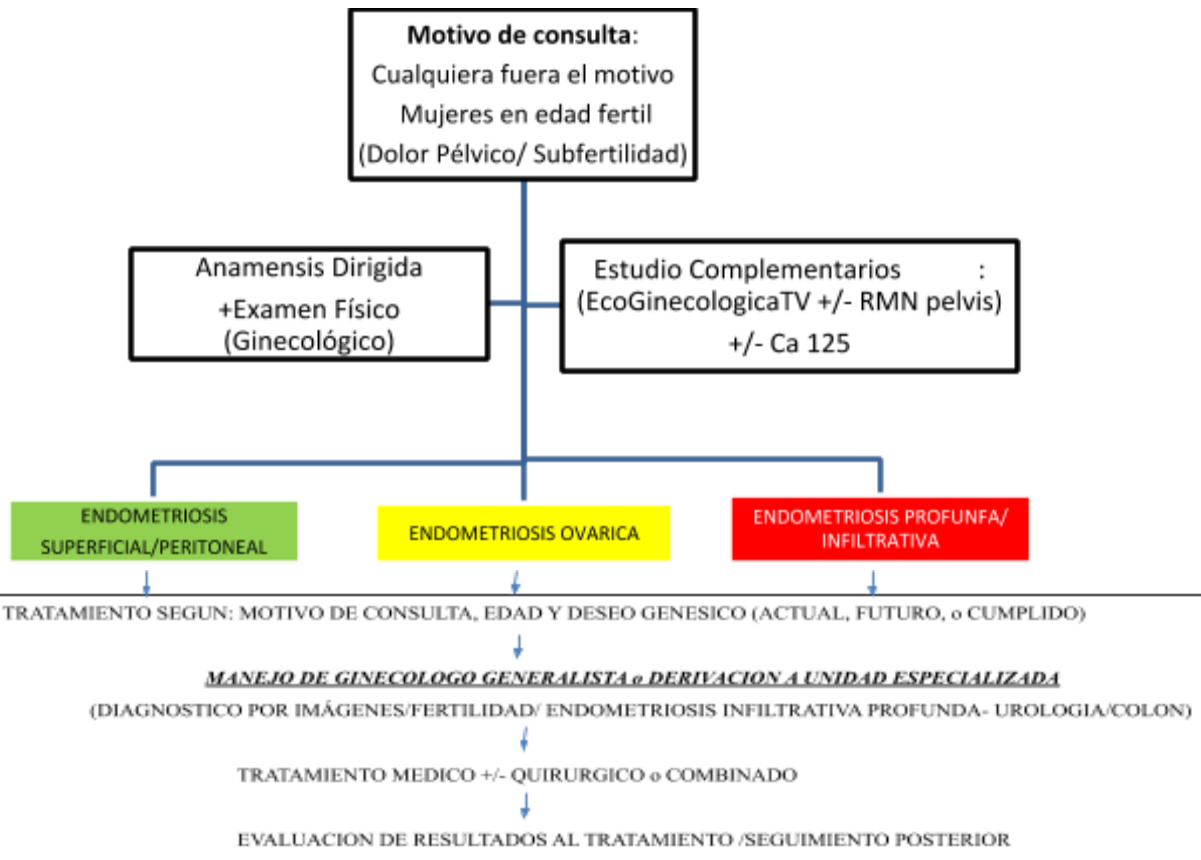 Motivo de consulta:
Cualquiera fuera el motivo
Mujeres en edad fertil
(Dolor Pélvico/ Subfertilidad)
Anamensis Dirigida
+Examen Físico
(Ginecológico)
Estudio Complementarios :
(EcoGinecologicaTV +/- RMN pelvis)
+/- Ca 125
ENDOMETRIOSIS
SUPERFICIAL/PERITONEAL
ENDOMETRIOSIS OVARICA
ENDOMETRIOSIS PROFUNFA/
INFILTRATIVA
TRATAMIENTO SEGUN: MOTIVO DE CONSULTA, EDAD Y DESEO GENESICO (ACTUAL, FUTURO, o CUMPLIDO)
MANEJO DE GINECOLOGO GENERALISTA o DERIVACION A UNIDAD ESPECIALIZADA
(DIAGNOSTICO POR IMÁGENES/FERTILIDAD/ ENDOMETRIOSIS INFILTRATIVA PROFUNDA- UROLOGIA/COLON)
TRATAMIENTO MEDICO +/- QUIRURGICO o COMBINADO
EVALUACION DE RESULTADOS AL TRATAMIENTO /SEGUIMIENTO POSTERIOR